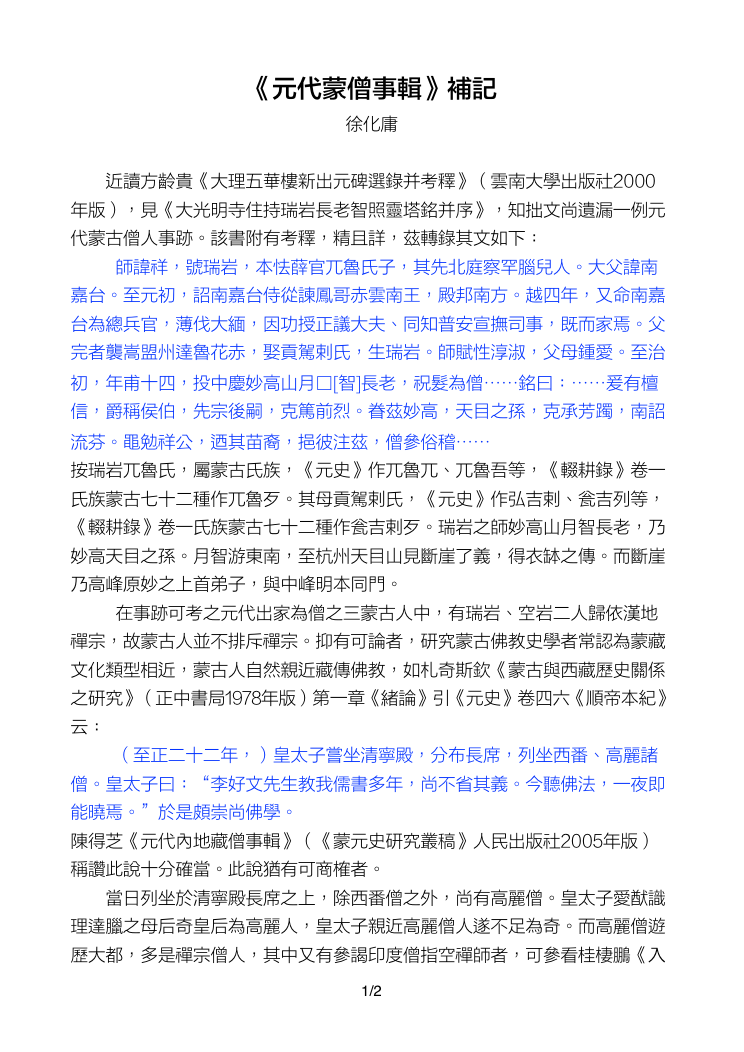 《元代蒙僧事輯》補記
徐化庸
近讀方齡貴《大理五華樓新出元碑選錄并考釋》（雲南大學出版社2000
年版），見《大光明寺住持瑞岩長老智照靈塔銘并序》，知拙文尚遺漏一例元
代蒙古僧人事跡。該書附有考釋，精且詳，茲轉錄其文如下：
師諱祥，號瑞岩，本怯薛官兀魯氏子，其先北庭察罕腦兒人。大父諱南
嘉台。至元初，詔南嘉台侍從諫鳳哥赤雲南王，殿邦南方。越四年，又命南嘉
台為總兵官，薄伐大緬，因功授正議大夫、同知普安宣撫司事，既而家焉。父
完者襲嵩盟州達魯花赤，娶貢駕剌氏，生瑞岩。師賦性淳淑，父母鍾愛。至治
初，年甫十四，投中慶妙高山月□[智]長老，祝髮為僧⋯⋯銘曰：⋯⋯爰有檀
信，爵稱侯伯，先宗後嗣，克篤前烈。眷茲妙高，天目之孫，克承芳躅，南詔
流芬。黽勉祥公，迺其苗裔，挹彼注茲，僧參俗稽⋯⋯
按瑞岩兀魯氏，屬蒙古氏族，《元史》作兀魯兀、兀魯吾等，《輟耕錄》卷一
氏族蒙古七十二種作兀魯歹。其母貢駕剌氏，《元史》作弘吉剌、瓮吉列等，
《輟耕錄》卷一氏族蒙古七十二種作瓮吉剌歹。瑞岩之師妙高山月智長老，乃
妙高天目之孫。月智游東南，至杭州天目山見斷崖了義，得衣缽之傳。而斷崖
乃高峰原妙之上首弟子，與中峰明本同門。
在事跡可考之元代出家為僧之三蒙古人中，有瑞岩、空岩二人歸依漢地
禪宗，故蒙古人並不排斥禪宗。抑有可論者，研究蒙古佛教史學者常認為蒙藏
文化類型相近，蒙古人自然親近藏傳佛教，如札奇斯欽《蒙古與西藏歷史關係
之研究》（正中書局1978年版）第一章《緒論》引《元史》卷四六《順帝本紀》
云：
（至正二十二年，）皇太子嘗坐清寧殿，分布長席，列坐西番、高麗諸
僧。皇太子曰：“李好文先生教我儒書多年，尚不省其義。今聽佛法，一夜即
能曉焉。”於是頗崇尚佛學。
陳得芝《元代內地藏僧事輯》（《蒙元史研究叢稿》人民出版社2005年版）
稱讚此說十分確當。此說猶有可商榷者。
當日列坐於清寧殿長席之上，除西番僧之外，尚有高麗僧。皇太子愛猷識
理達臘之母后奇皇后為高麗人，皇太子親近高麗僧人遂不足為奇。而高麗僧遊
歷大都，多是禪宗僧人，其中又有參謁印度僧指空禪師者，可參看桂棲鵬《入
1/2